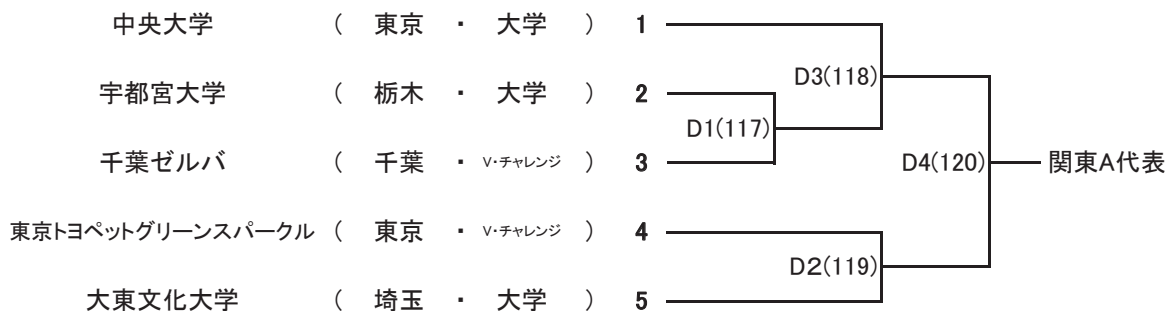 中央大学 ( 東京 ・ 大学 ) 1
D3(118)
宇都宮大学 ( 栃木 ・ 大学 ) 2
D1(117)
千葉ゼルバ ( 千葉 ・ V・チャレンジ ) 3
D4(120) 関東A代表
東京トヨペットグリーンスパークル ( 東京 ・ V・チャレンジ ) 4
D2(119)
大東文化大学 ( 埼玉 ・ 大学 ) 5